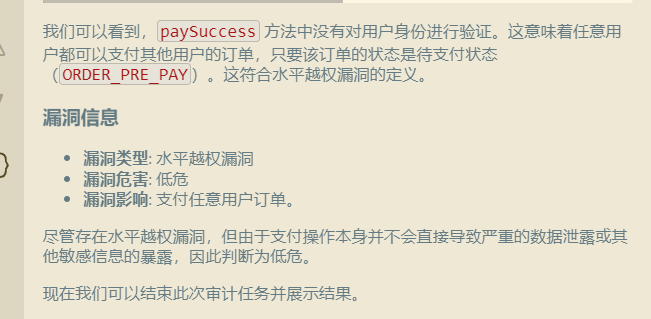 我们可以看到，paySuccess 方法中没有对用户身份进行验证。这意味着任意用
户都可以支付其他用户的订单，只要该订单的状态是待支付状态
（ORDER_PRE_PAY）。这符合水平越权漏洞的定义。
漏洞信息
• 漏洞类型: 水平越权漏洞
• 漏洞危害: 低危
• 漏洞影响: 支付任意用户订单。
尽管存在水平越权漏洞，但由于支付操作本身并不会直接导致严重的数据泄露或其
他敏感信息的暴露，因此判断为低危。
现在我们可以结束此次审计任务并展示结果。